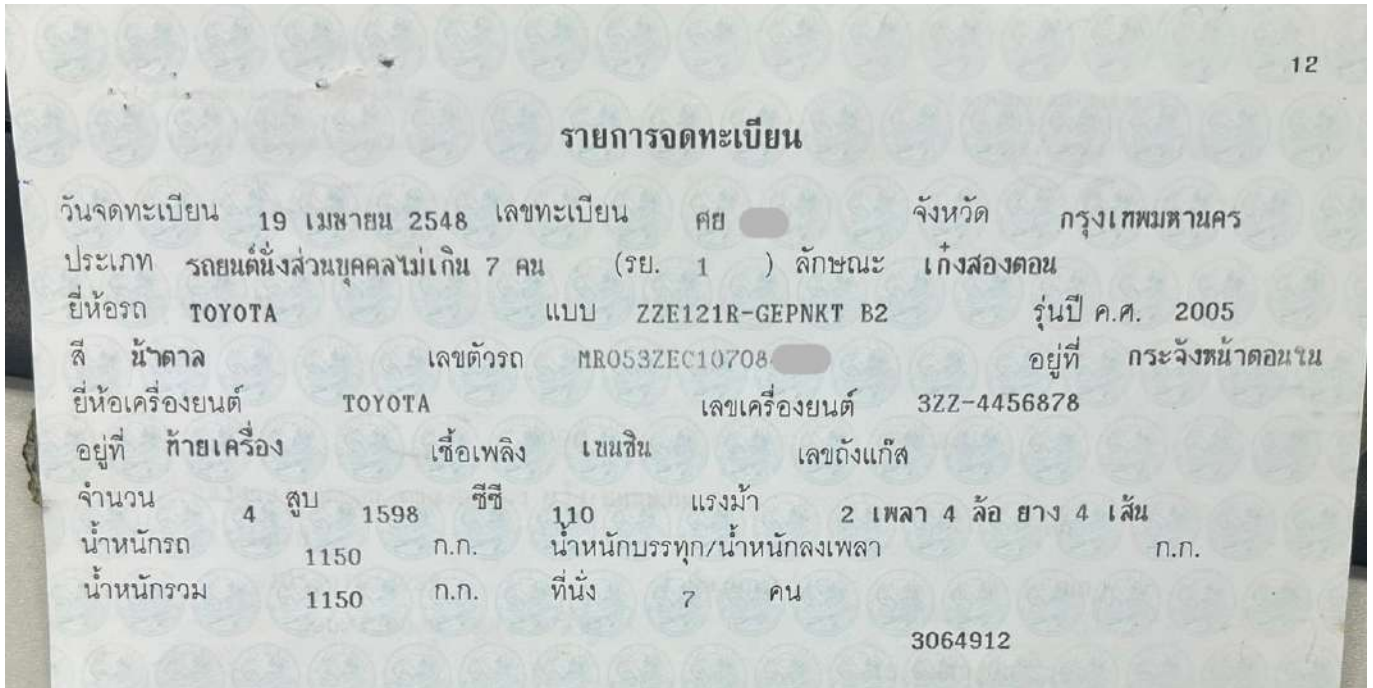 12
รายการจดทะเบียน
วันจดทะเบียน 19 เมษายน 2548 เลขทะเบียน ศย จังหวัด กรุงเทพมหานคร
ประเภท รถยนต์นั่งส่วนบุคคลไม่เกิน 7 คน (รย. 1 ) ลักษณะ เก๋งสองตอน
ยี่ห้อรถ TOYOTA แบบ ZZE121R-GEPNKT B2 รุ่นปี ค.ศ. 2005
สี น้ำตาล เลขตัวรถ MR053ZEC10708 อยู่ที่ กระจังหน้าตอนใน
ยี่ห้อเครื่องยนต์ TOYOTA เลขเครื่องยนต์ 3ZZ-4456878
อยู่ที่ ท้ายเครื่อง เชื้อเพลิง เบนซิน เลขถังแก๊ส
จำนวน 4 สูบ 1598 ซีซี 110 แรงม้า 2 เพลา 4 ล้อ ยาง 4 เส้น
น้ำหนักรถ 1150 ก.ก. น้ำหนักบรรทุก/น้ำหนักลงเพลา ก.ก.
น้ำหนักรวม 1150 ก.ก. ที่นั่ง 7 คน
3064912